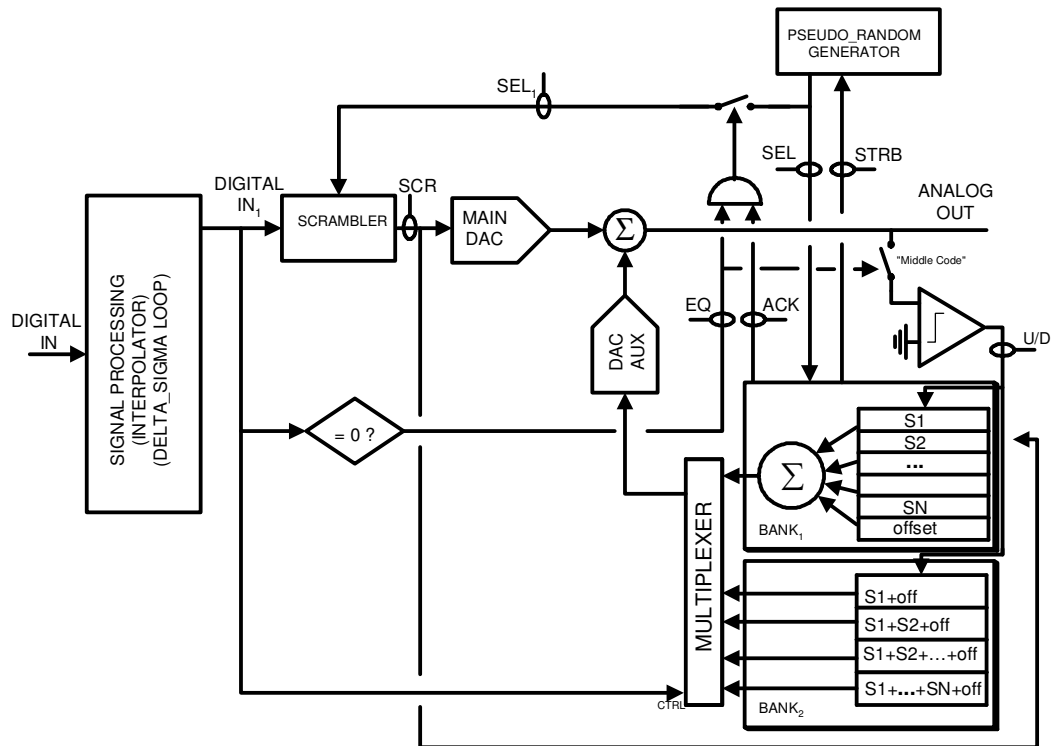 PSEUDO_RANDOM
GENERATOR
SEL1
SEL
STRB
DIGITAL
IN1
SCR
ANALOG
OUT
SCRAMBLER
MAIN
DAC
Σ
"Middle Code"
SIGNAL PROCESSING
(INTERPOLATOR)
(DELTA_SIGMA LOOP)
DIGITAL
IN
EQ
ACK
U/D
DAC
AUX
= 0 ?
S1
S2
...
SN
offset
Σ
BANK1
MULTIPLEXER
S1+off
S1+S2+off
S1+S2+...+off
S1+...+SN+off
CTRL
BANK2